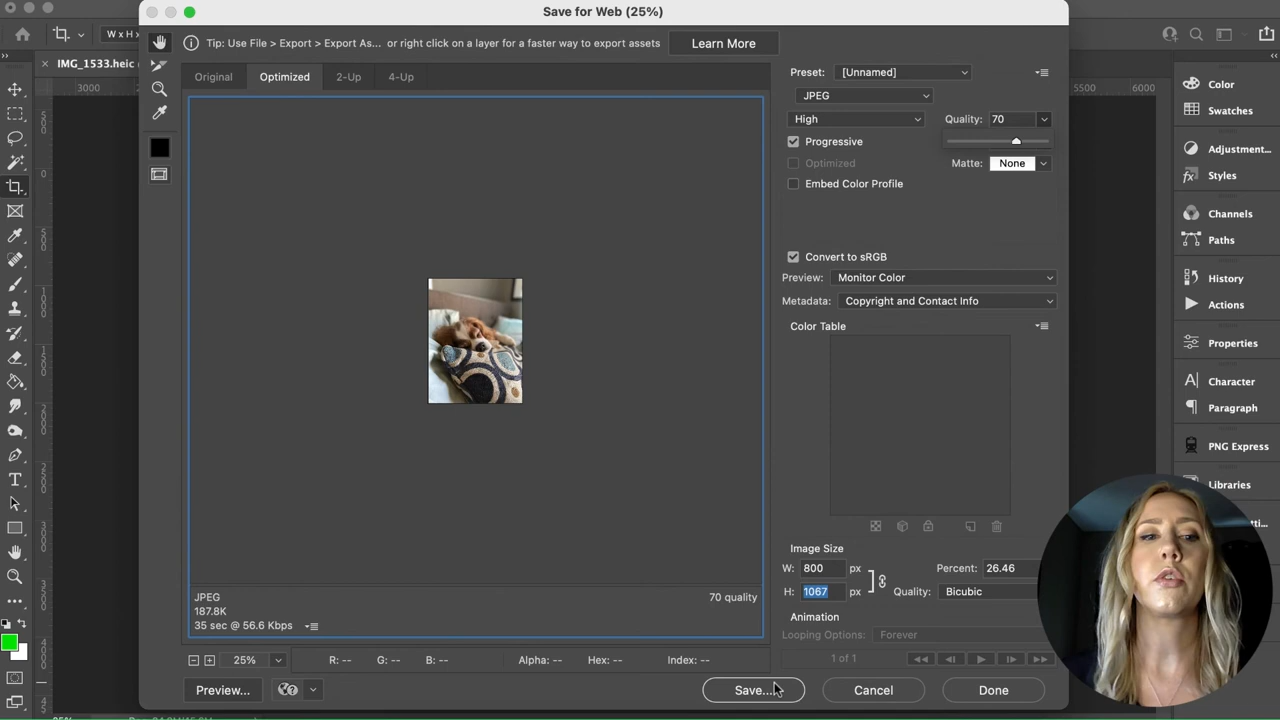 Save for Web (25%)
Tip: Use File > Export > Export As... or right click on a layer for a faster way to export assets
Learn More
W x H
IMG_1533.heic
3000
5500
6000
Original
Optimized
2-Up
4-Up
Preset:
[Unnamed]
JPEG
High
Quality:
70
Progressive
Optimized
Matte:
None
Embed Color Profile
Convert to sRGB
Preview:
Monitor Color
Metadata:
Copyright and Contact Info
Color Table
Image Size
W:
800
px
Percent:
26.46
H:
1067
px
Quality:
Bicubic
Animation
Looping Options:
Forever
1 of 1
JPEG
187.8K
35 sec @ 56.6 Kbps
70 quality
25%
R: --
G: --
B: --
Alpha: --
Hex: --
Index: --
Preview...
Save...
Cancel
Done
Color
Swatches
Adjustment...
Styles
Channels
Paths
History
Actions
Properties
Character
Paragraph
PNG Express
Libraries